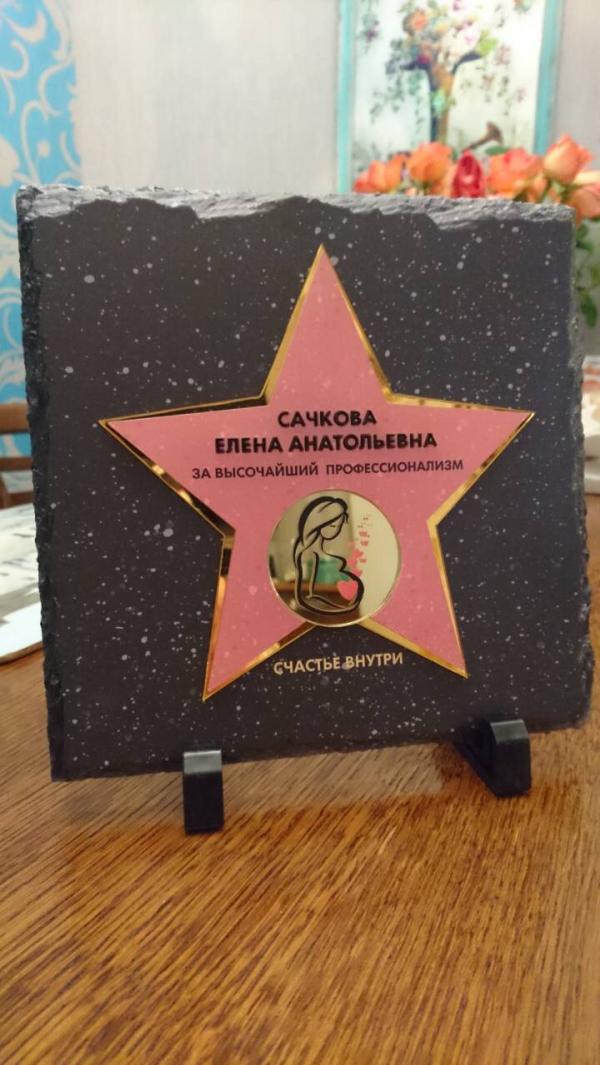 САЧКОВА
ЕЛЕНА АНАТОЛЬЕВНА
ЗА ВЫСОЧАЙШИЙ ПРОФЕССИОНАЛИЗМ
СЧАСТЬЕ ВНУТРИ